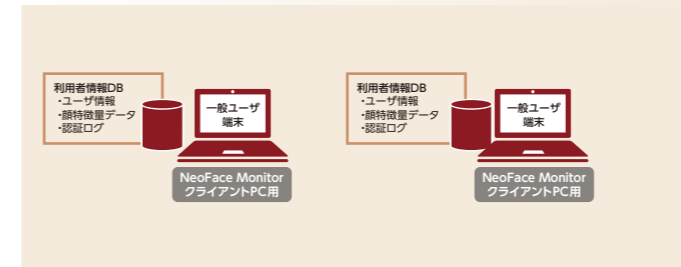 利用者情報DB
・ユーザ情報
・顔特徴量データ
・認証ログ
一般ユーザ
端末
NeoFace Monitor
クライアントPC用
利用者情報DB
・ユーザ情報
・顔特徴量データ
・認証ログ
一般ユーザ
端末
NeoFace Monitor
クライアントPC用